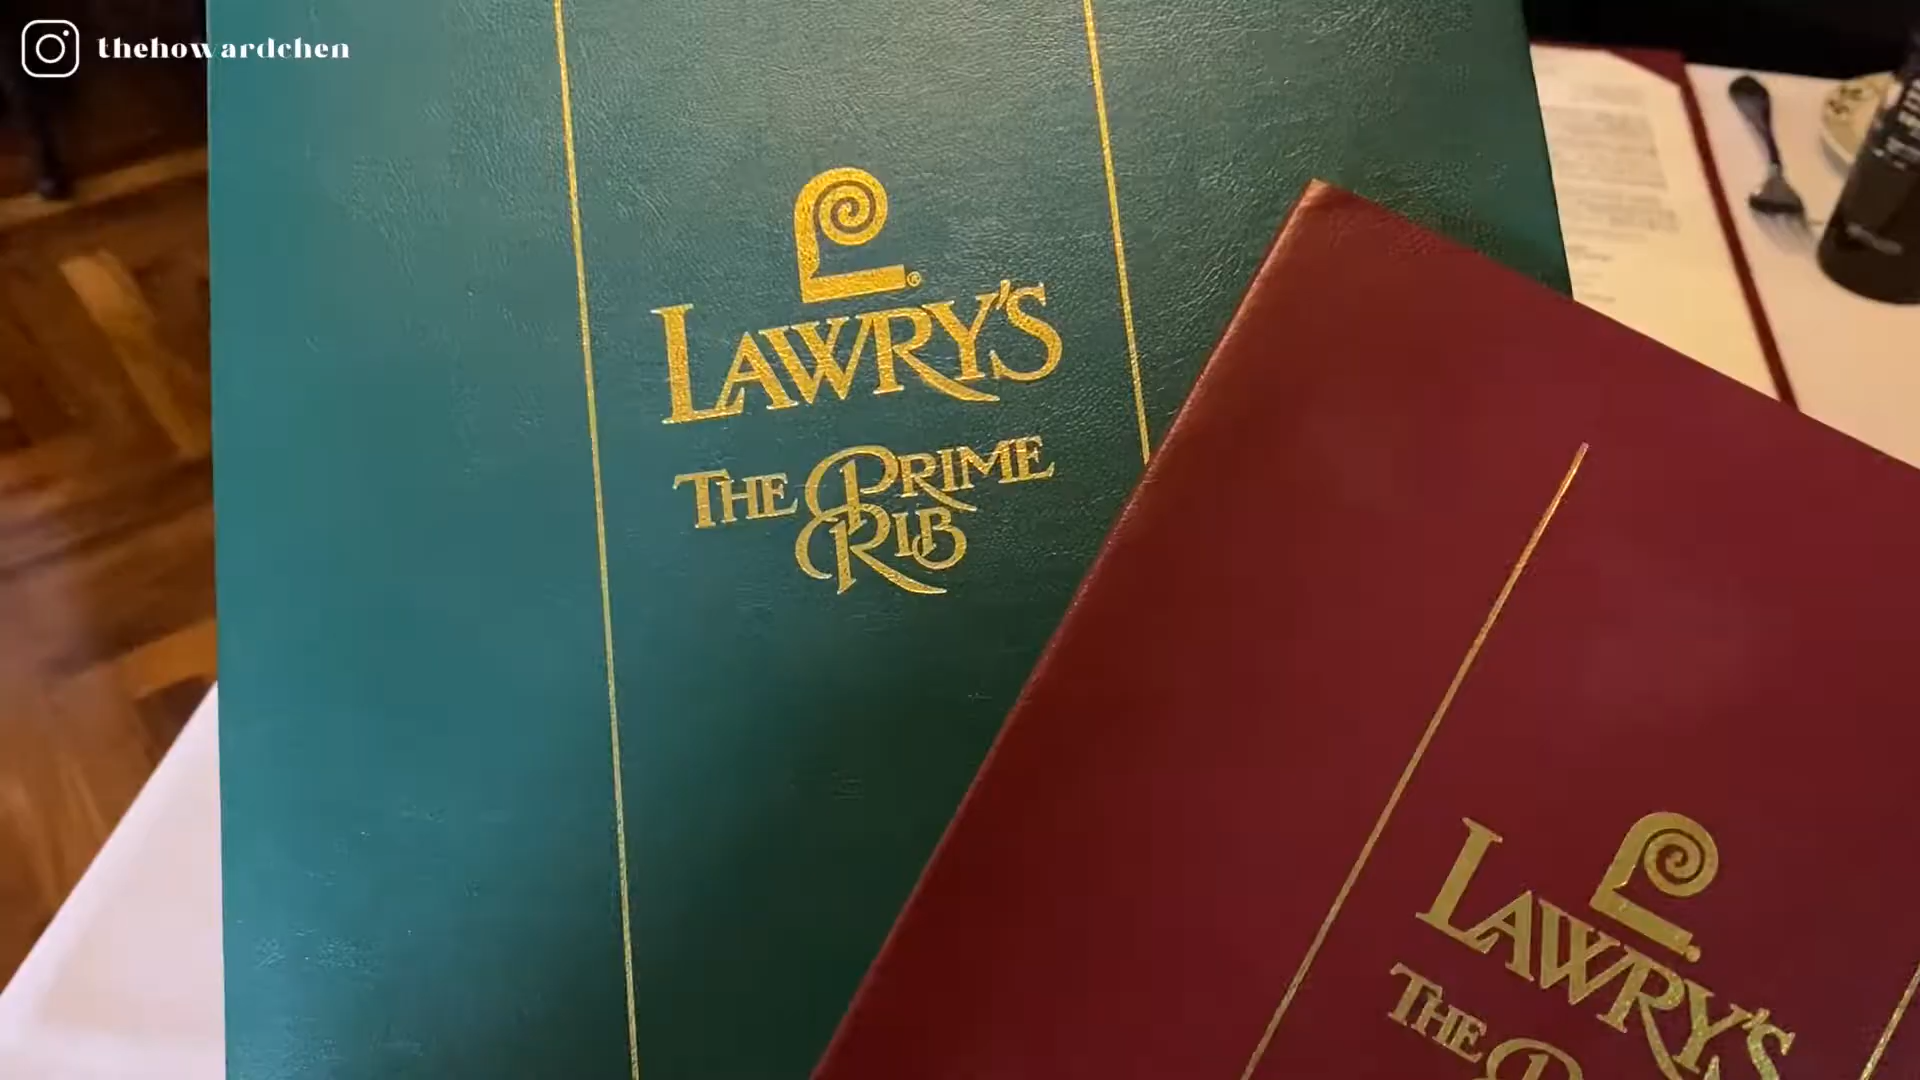 thehowardchen
LAWRY'S
THE PRIME
RIB
LAWRY'S
THE